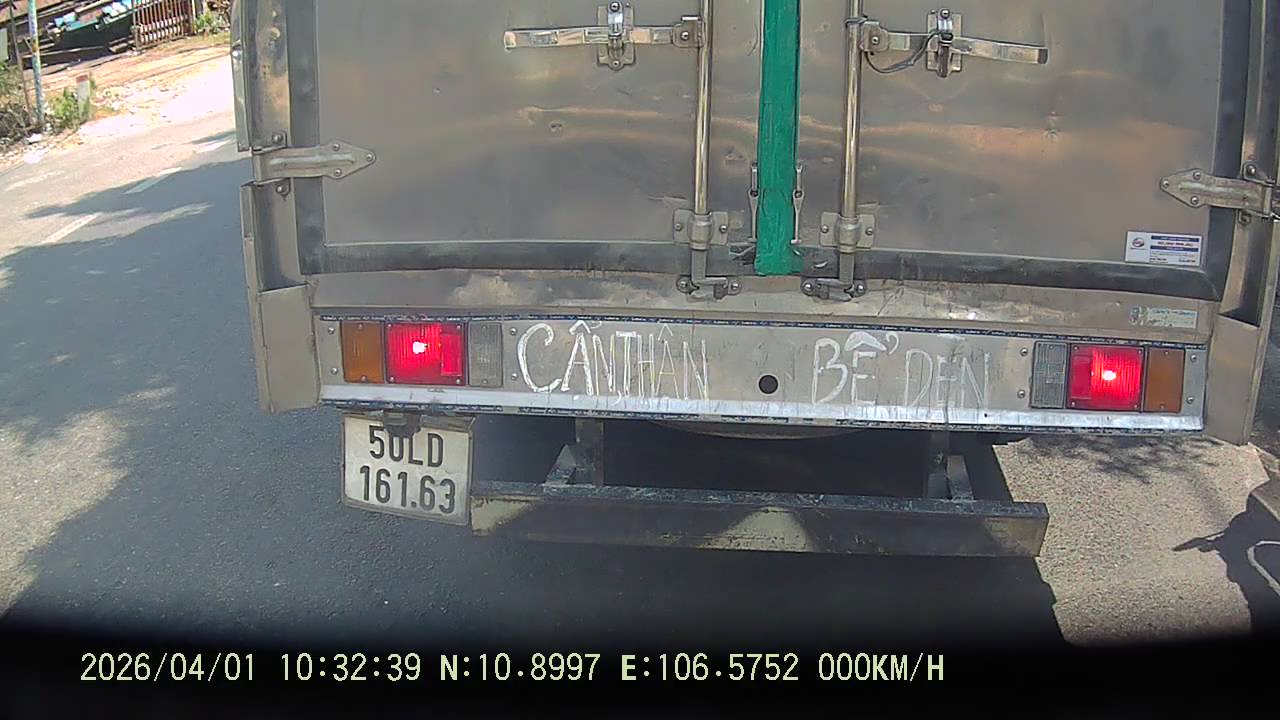 CẨN THẬN BỂ ĐÈN
50LD
161.63
2026/04/01 10:32:39 N:10.8997 E:106.5752 000KM/H